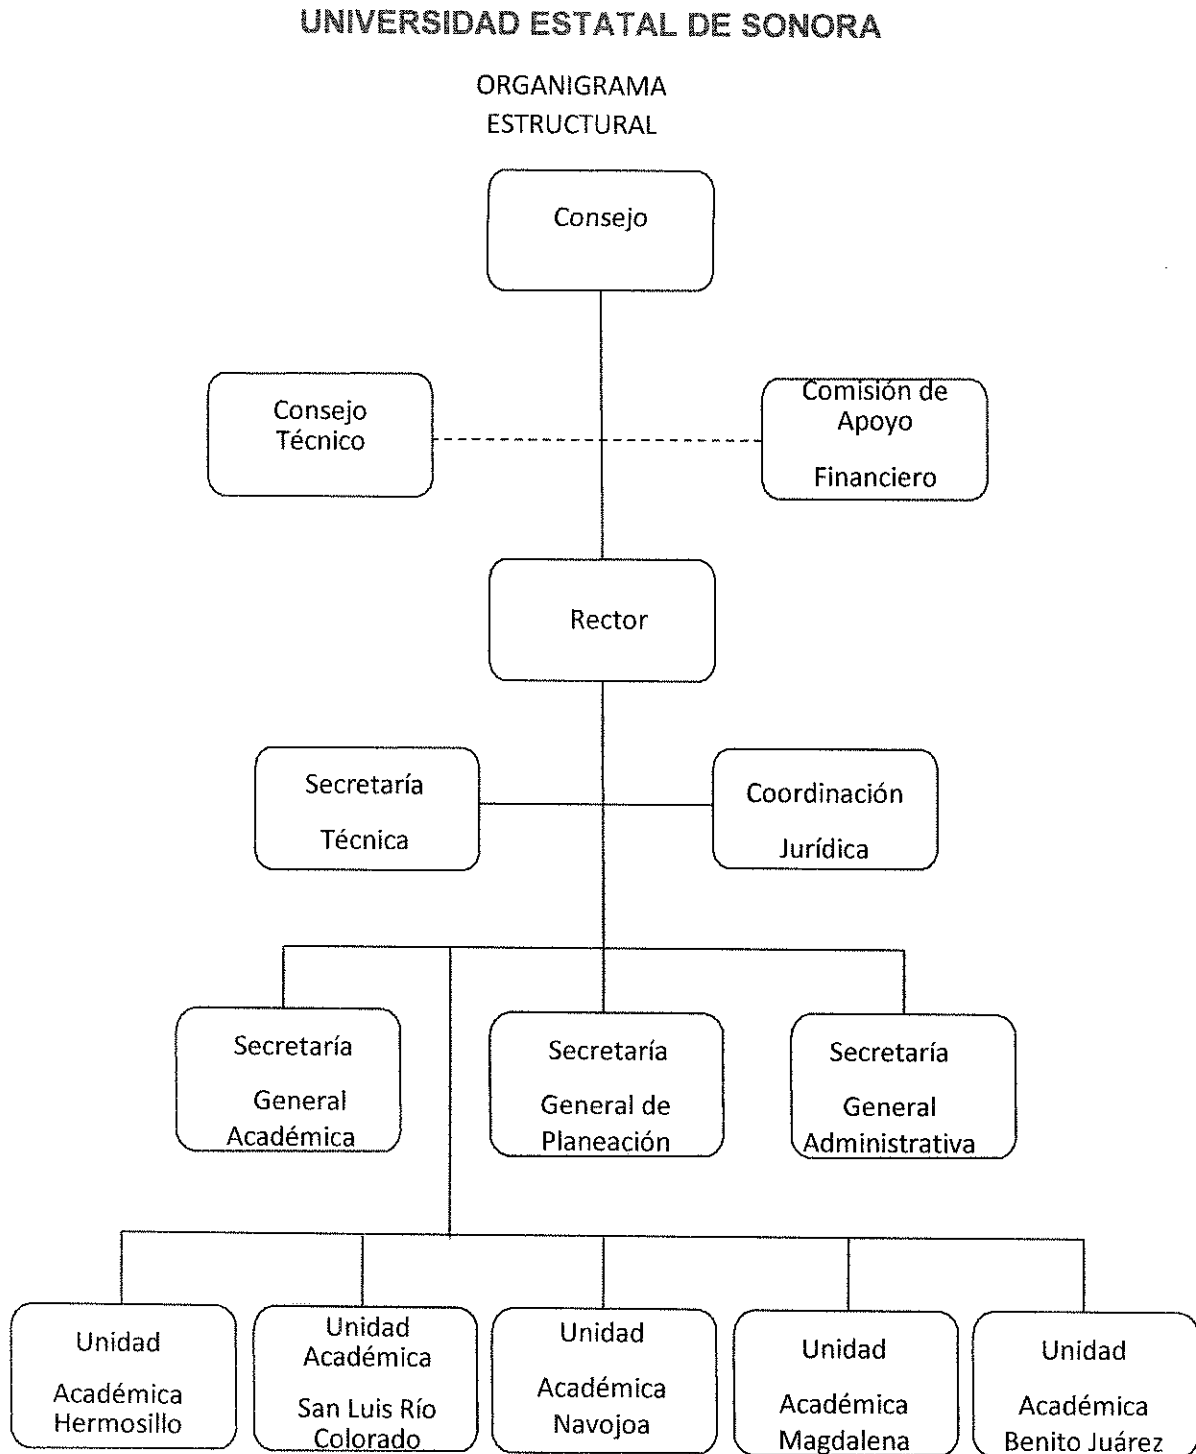 UNIVERSIDAD ESTATAL DE SONORA
ORGANIGRAMA
ESTRUCTURAL
Consejo
Consejo
Técnico
Comisión de
Apoyo
Financiero
Rector
Secretaría
Técnica
Coordinación
Jurídica
Secretaría
General
Académica
Secretaría
General de
Planeación
Secretaría
General
Administrativa
Unidad
Académica
Hermosillo
Unidad
Académica
San Luis Río
Colorado
Unidad
Académica
Navojoa
Unidad
Académica
Magdalena
Unidad
Académica
Benito Juárez